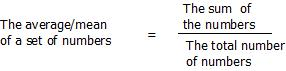 The average/mean
of a set of numbers
=
The sum of
the numbers
The total number
of numbers